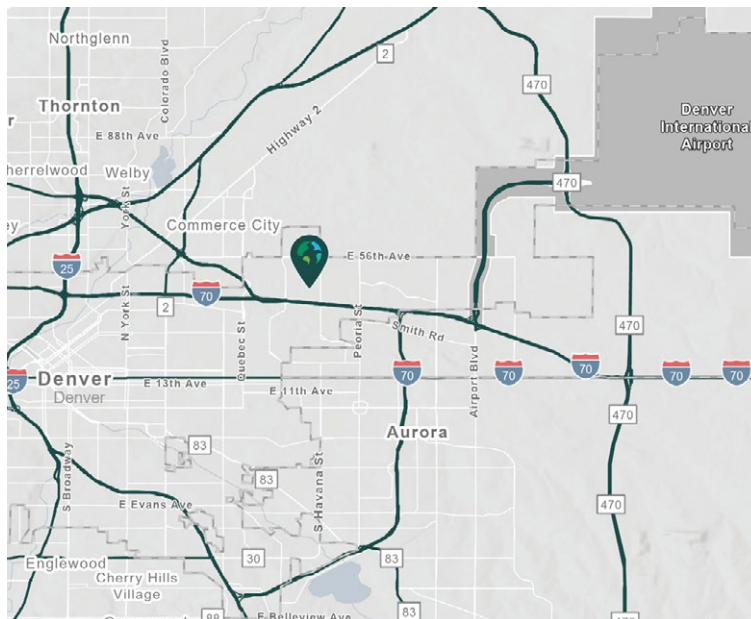 Northglenn
Colorado Blvd
2
470
Thornton
Highway 2
Denver
International
Airport
r
E 88th Ave
herrelwood
Welby
470
York St
Commerce City
ey
E 56th Ave
25
70
N York St
2
Peoria St
Smith Rd
470
Quebec St
Airport Blvd
25
Denver
Denver
E 13th Ave
E 11th Ave
70
70
70
70
70
Aurora
83
S Broadway
83
S Havana St
470
E Evans Ave
Englewood
30
83
Cherry Hills
Village
83
88
E Belleview Ave
470